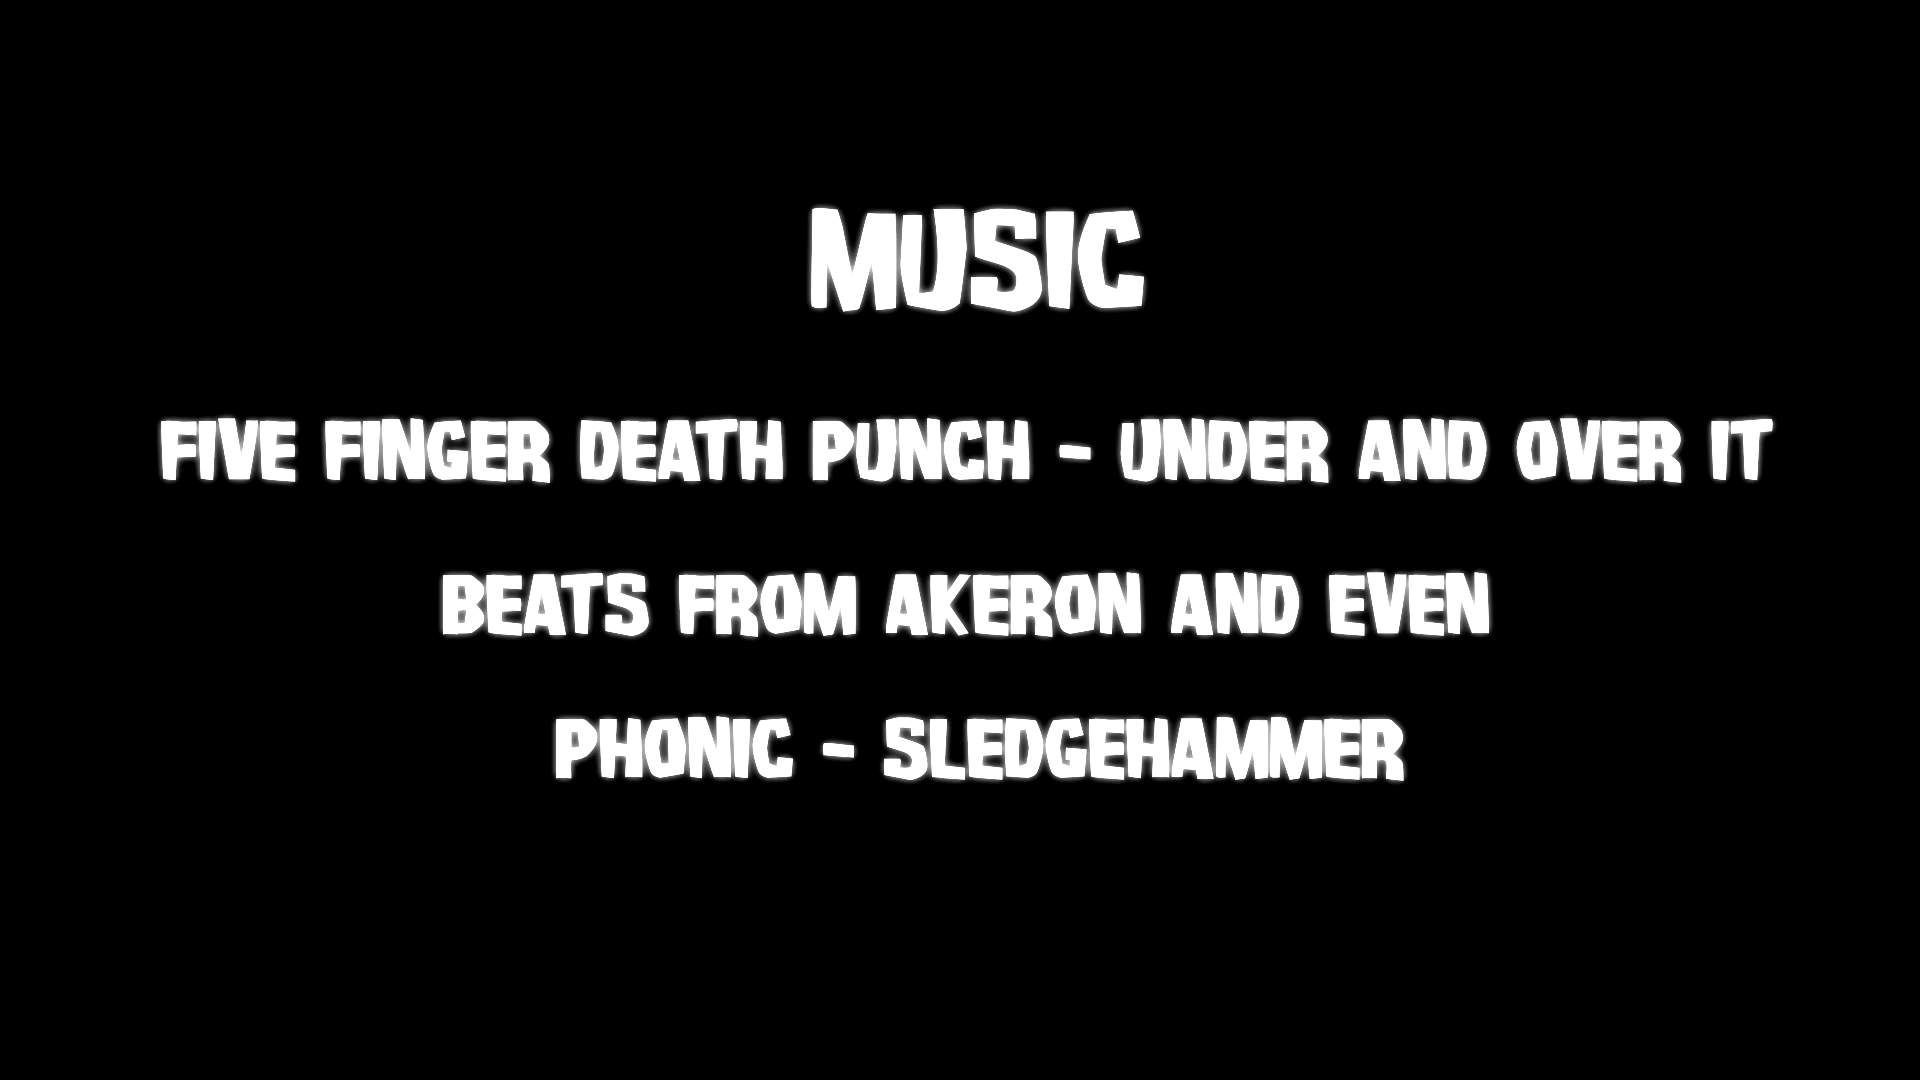 MUSIC
FIVE FINGER DEATH PUNCH - UNDER AND OVER IT
BEATS FROM AKERON AND EVEN
PHONIC - SLEDGEHAMMER